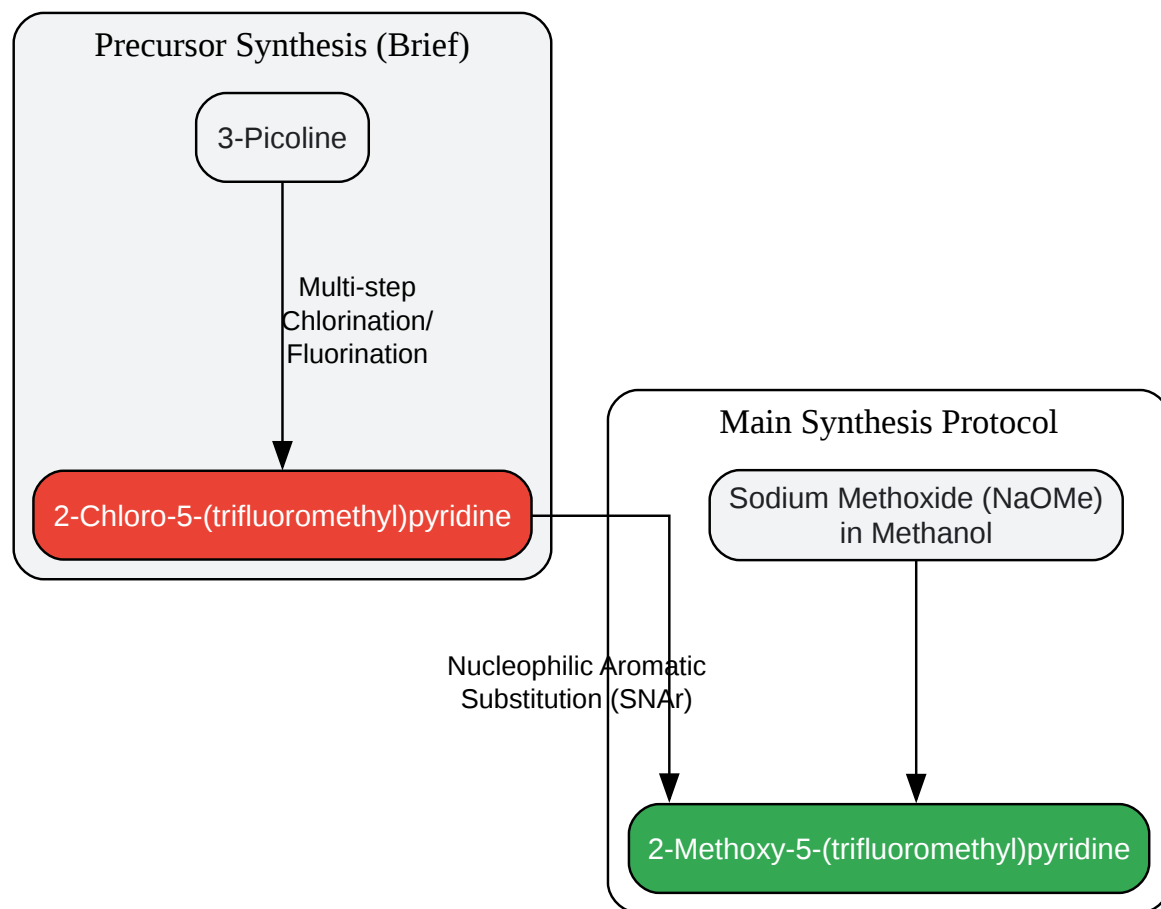 Precursor Synthesis (Brief)
3-Picoline
Multi-step
Chlorination/
Fluorination
2-Chloro-5-(trifluoromethyl)pyridine
Main Synthesis Protocol
Sodium Methoxide (NaOMe)
in Methanol
Nucleophilic Aromatic
Substitution (SNAr)
2-Methoxy-5-(trifluoromethyl)pyridine